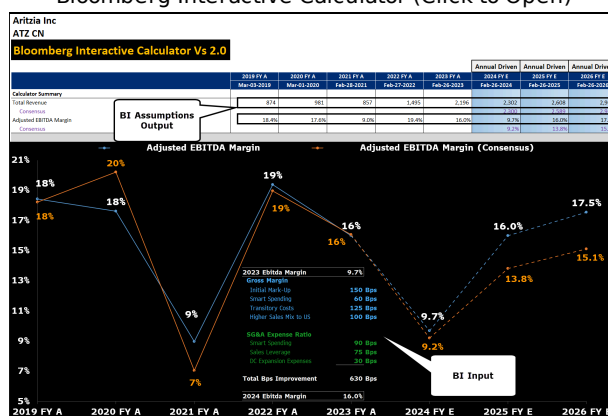 Bloomberg Interactive Calculator (Click to Open)
Aritzia Inc
ATZ CN
Bloomberg Interactive Calculator Vs 2.0
Annual Driven Annual Driven Annual Drive
2019 FY A 2020 FY A 2021 FY A 2022 FY A 2023 FY A 2024 FY E 2025 FY E 2026 FY E
Mar-03-2019 Mar-01-2020 Feb-28-2021 Feb-27-2022 Feb-26-2023 Feb-26-2024 Feb-26-2025 Feb-26-2026
Calculator Summary
Total Revenue 874 981 857 1,495 2,196 2,302 2,608 2,9
Consensus
Adjusted EBITDA Margin 18.4% 17.6% 9.0% 19.4% 16.0% 9.7% 16.0% 17.
Consensus 9.2% 13.8% 15.
BI Assumptions
Output
Adjusted EBITDA Margin Adjusted EBITDA Margin (Consensus)
21%
19%
17%
15%
13%
11%
9%
7%
5%
18% 20% 19% 16% 9.7% 16.0% 17.5%
18% 18% 9% 7% 19% 16% 9.2% 13.8% 15.1%
2023 Ebitda Margin 9.7%
Gross Margin
Initial Mark-Up 150 Bps
Smart Spending 60 Bps
Transitory Costs 125 Bps
Higher Sales Mix to US 100 Bps
SG&A Expense Ratio
Smart Spending 90 Bps
Sales Leverage 75 Bps
DC Expansion Expenses 30 Bps
Total Bps Improvement 630 Bps
2024 Ebitda Margin 16.0%
BI Input
2019 FY A 2020 FY A 2021 FY A 2022 FY A 2023 FY A 2024 FY E 2025 FY E 2026 FY E